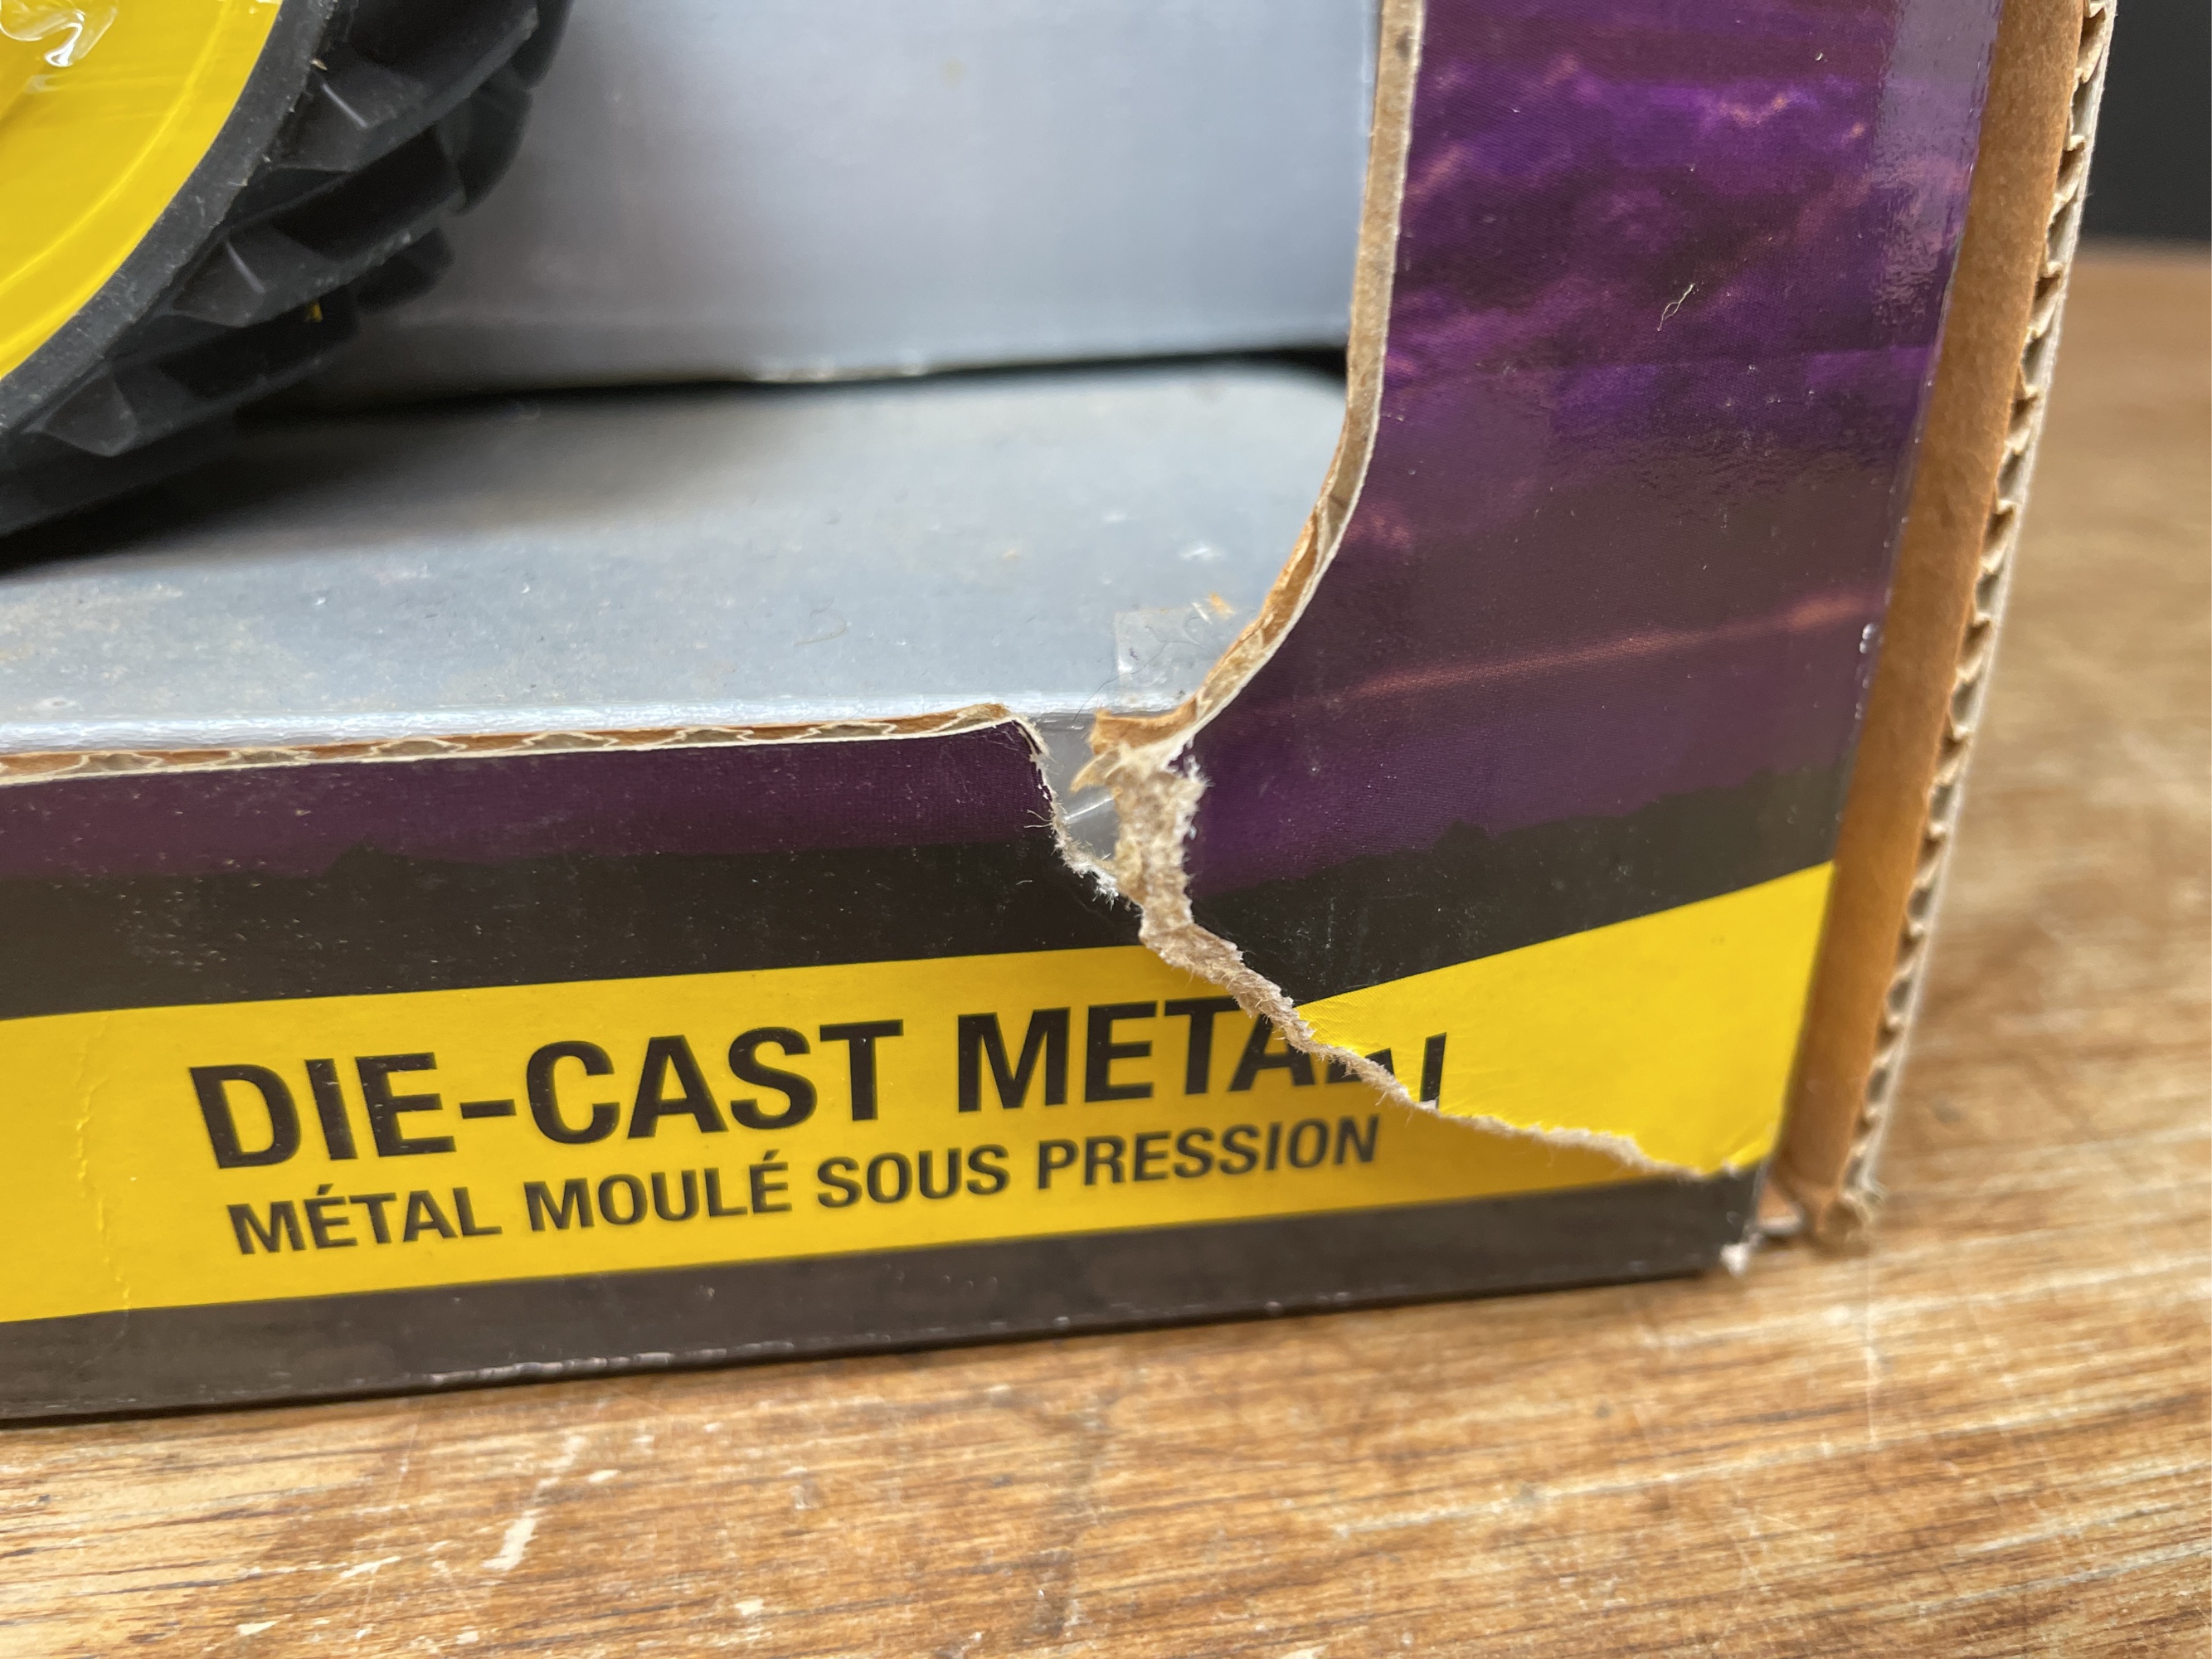 DIE-CAST METAL
MÉTAL MOULÉ SOUS PRESSION